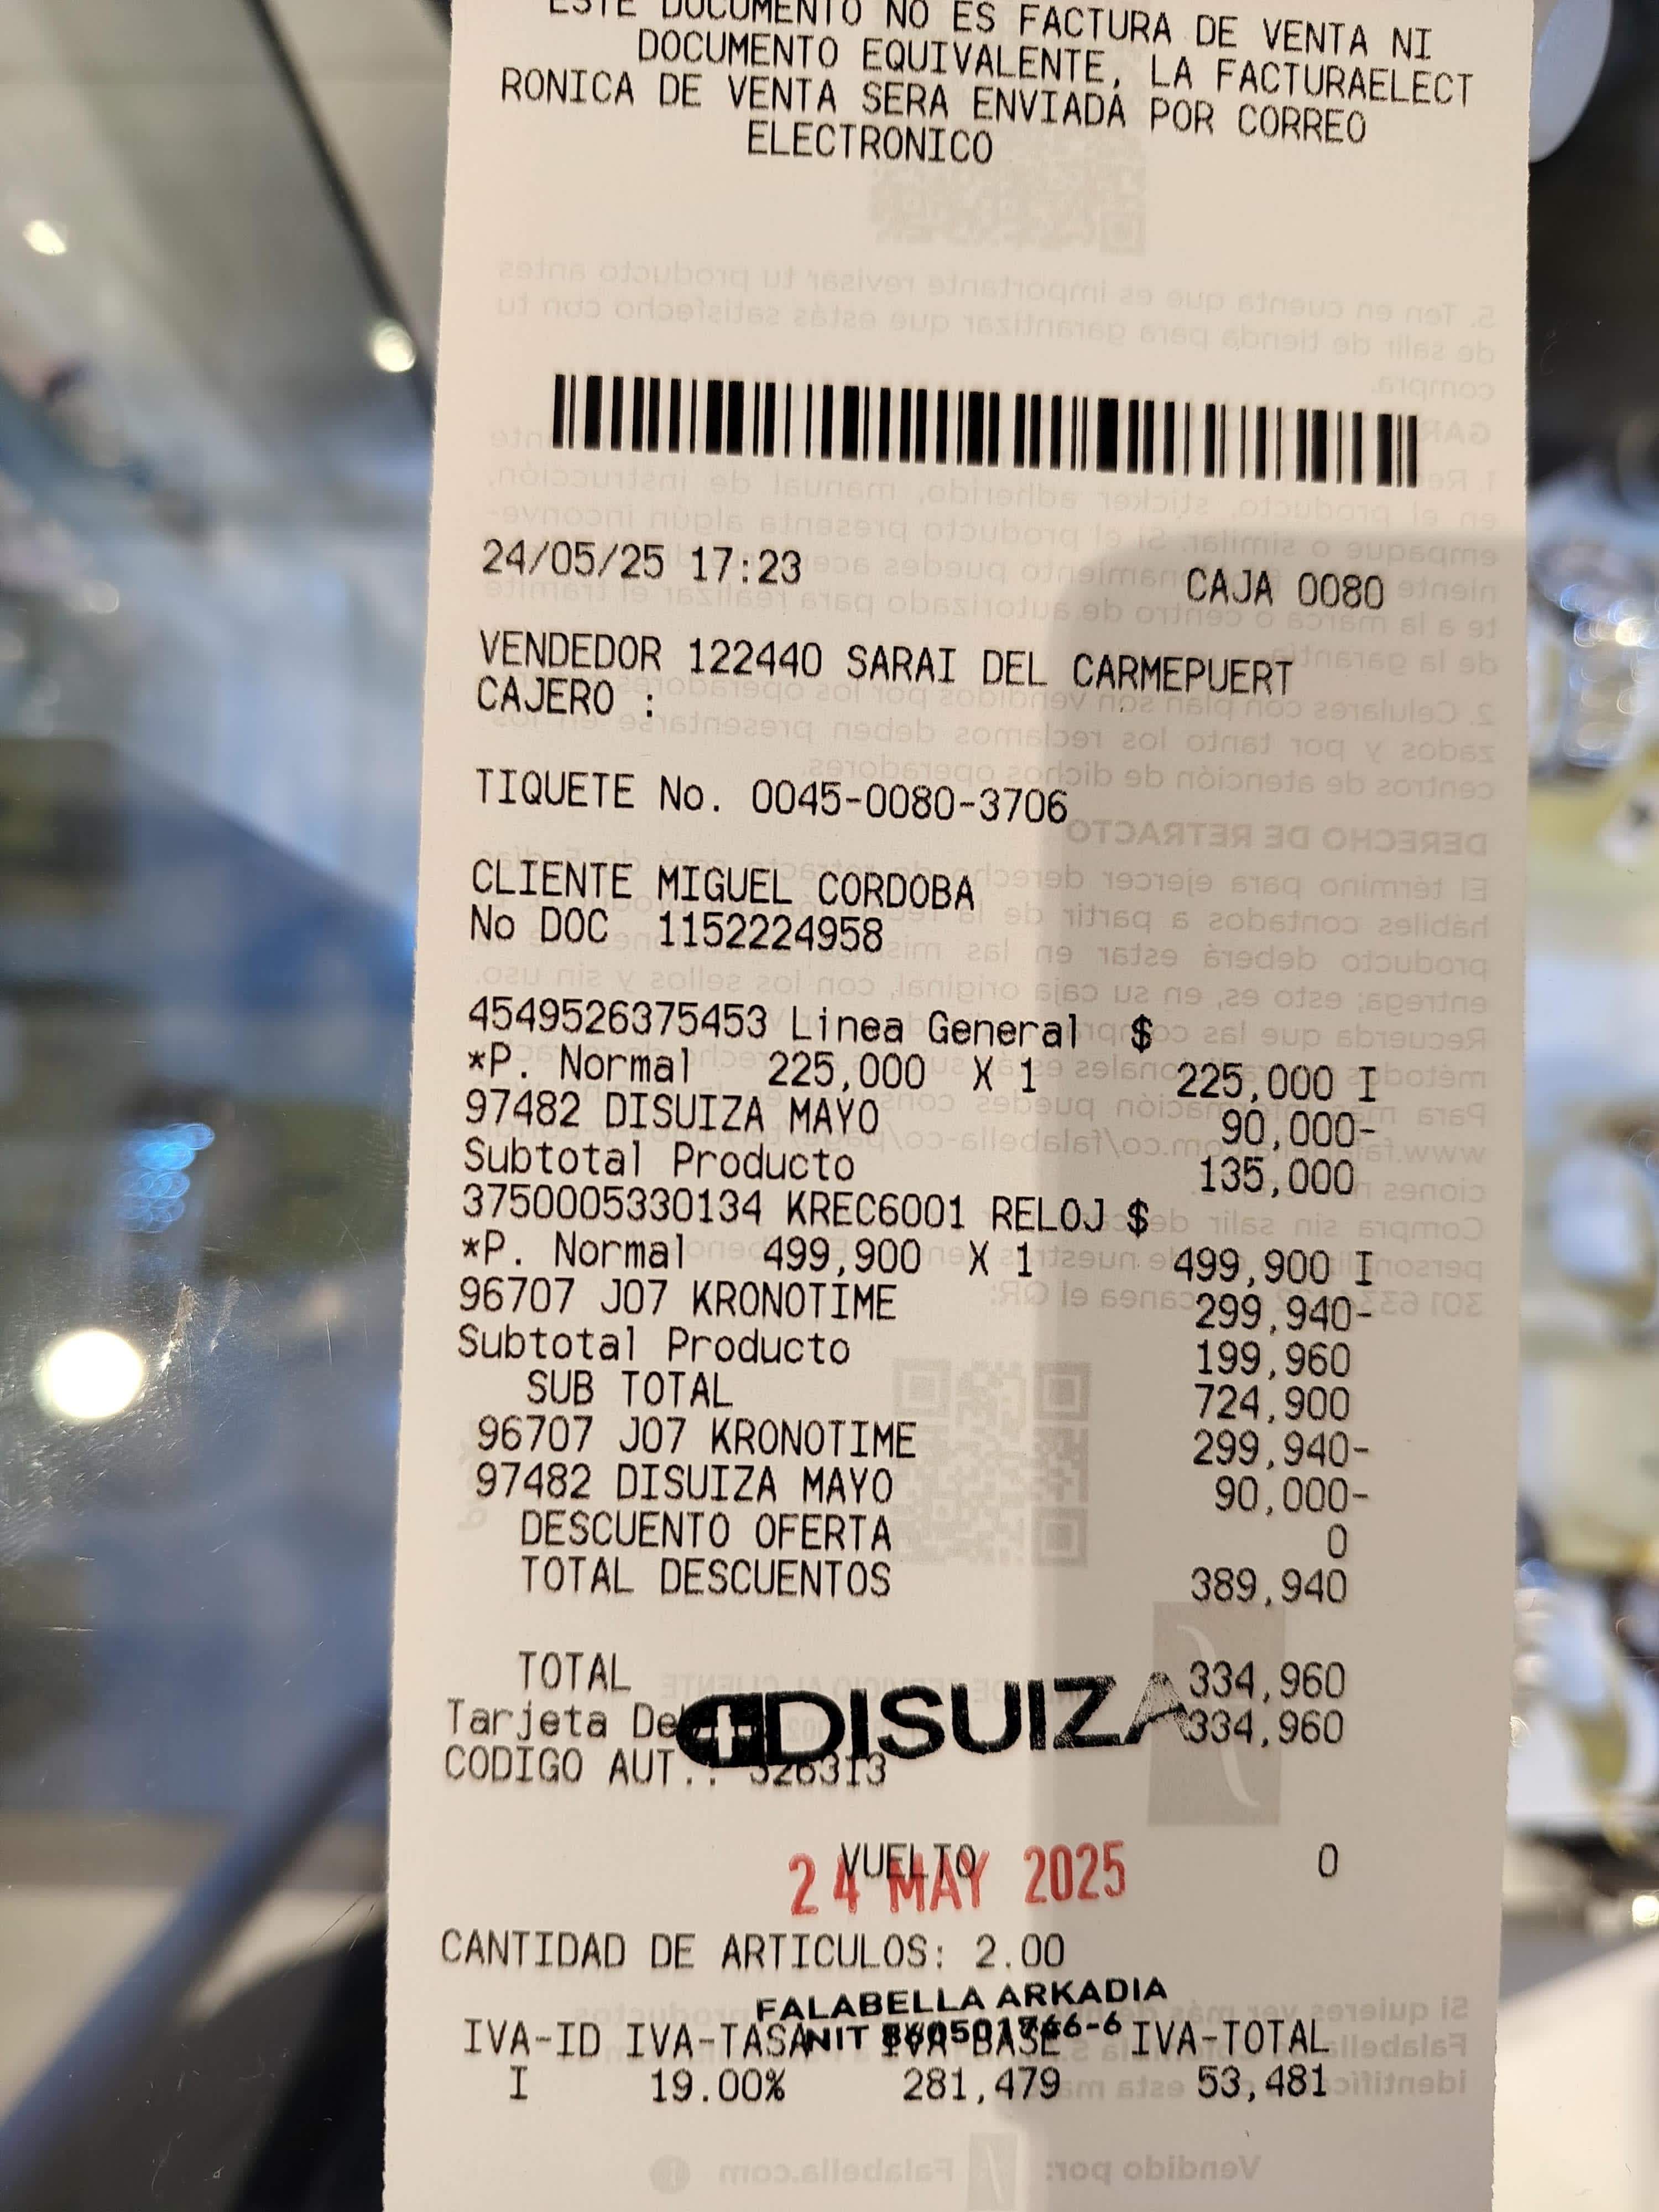 ESTE DOCUMENTO NO ES FACTURA DE VENTA NI
DOCUMENTO EQUIVALENTE, LA FACTURAELECT
RONICA DE VENTA SERA ENVIADA POR CORREO
ELECTRONICO
24/05/25 17:23 CAJA 0080
VENDEDOR 122440 SARAI DEL CARMEPUERT
CAJERO :
TIQUETE No. 0045-0080-3706
CLIENTE MIGUEL CORDOBA
No DOC 1152224958
4549526375453 Linea General $
*P. Normal 225,000 X 1 225,000 I
97482 DISUIZA MAYO 90,000-
Subtotal Producto 135,000
3750005330134 KREC6001 RELOJ $
*P. Normal 499,900 X 1 499,900 I
96707 J07 KRONOTIME 299,940-
Subtotal Producto 199,960
SUB TOTAL 724,900
96707 J07 KRONOTIME 299,940-
97482 DISUIZA MAYO 90,000-
DESCUENTO OFERTA 0
TOTAL DESCUENTOS 389,940
TOTAL 334,960
Tarjeta 334,960
DISUIZA
CODIGO AUT.:
VUELTO 0
24 MAY 2025
CANTIDAD DE ARTICULOS: 2.00
FALABELLA ARKADIA
NIT
IVA-ID IVA-TASA IVA-BASE IVA-TOTAL
I 19.00% 281,479 53,481